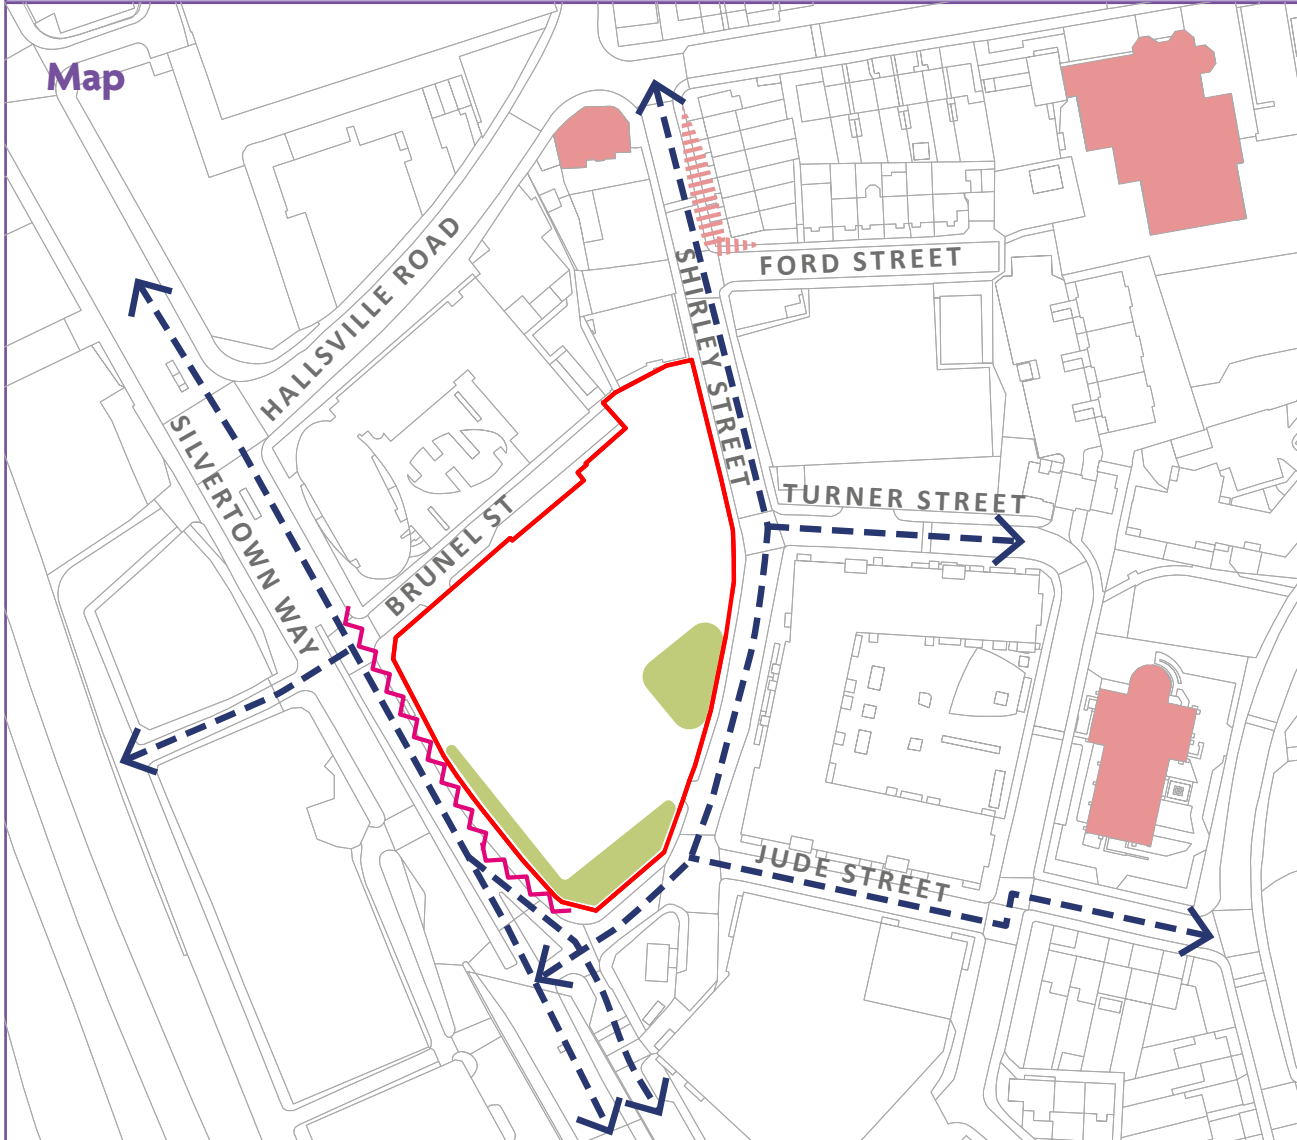 Map
HALLSVILLE ROAD
SHIRLEY STREET
FORD STREET
SILVERTOWN WAY
BRUNEL ST
TURNER STREET
JUDE STREET